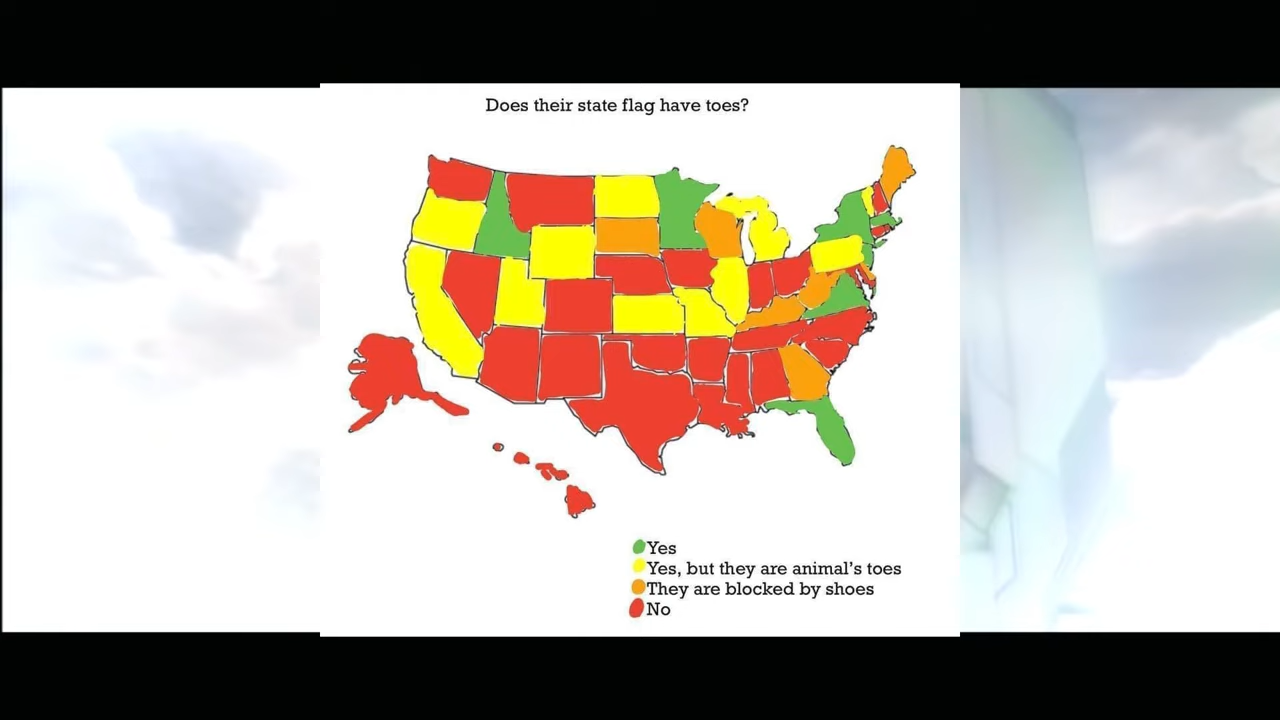 Does their state flag have toes?
Yes
Yes, but they are animal's toes
They are blocked by shoes
No